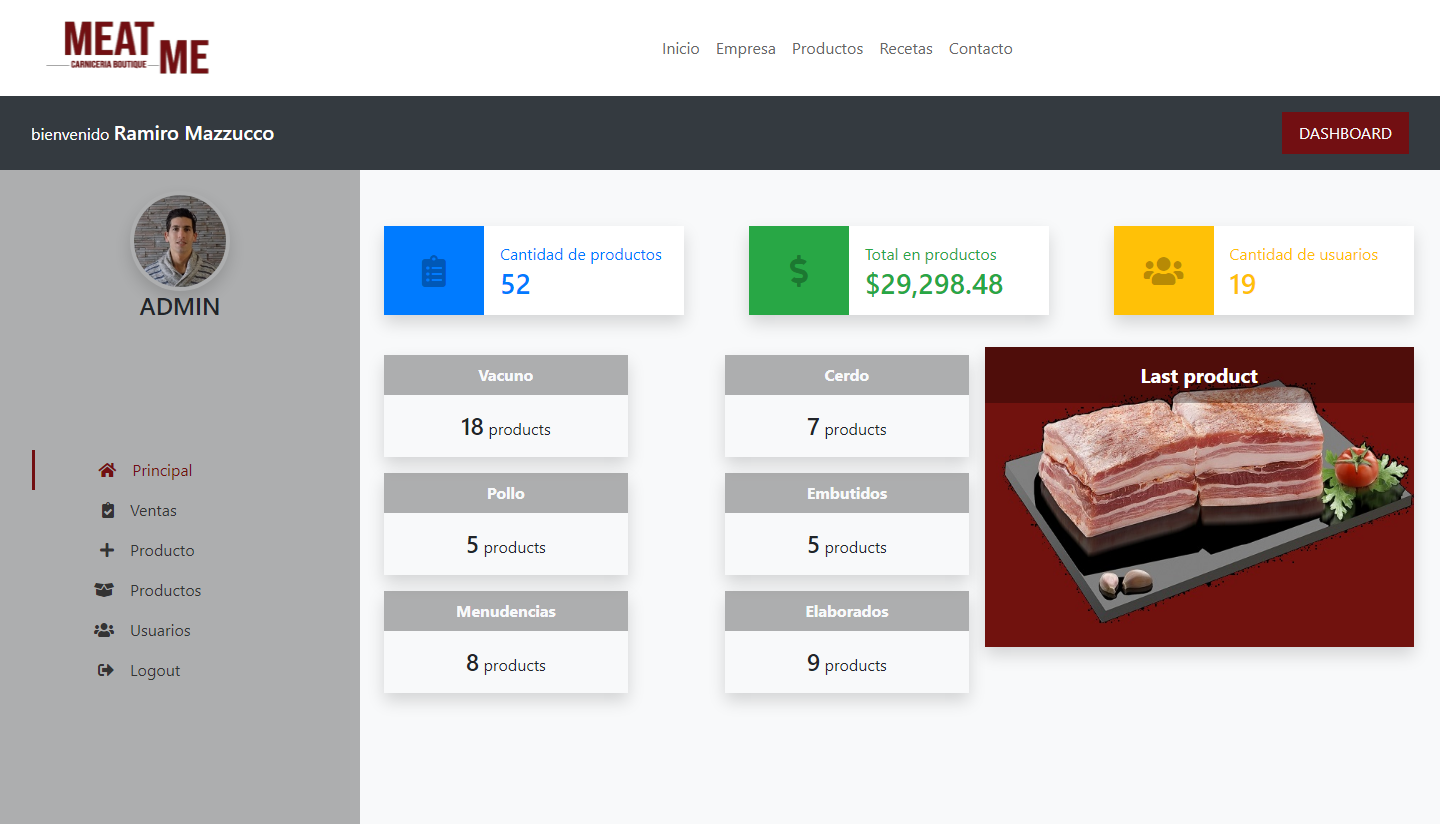 MEAT
ME
CARNICERIA BOUTIQUE
Inicio Empresa Productos Recetas Contacto
bienvenido Ramiro Mazzucco
DASHBOARD
ADMIN
Principal
Ventas
Producto
Productos
Usuarios
Logout
Cantidad de productos
52
Total en productos
$29,298.48
Cantidad de usuarios
19
Vacuno
18 products
Cerdo
7 products
Pollo
5 products
Embutidos
5 products
Menudencias
8 products
Elaborados
9 products
Last product